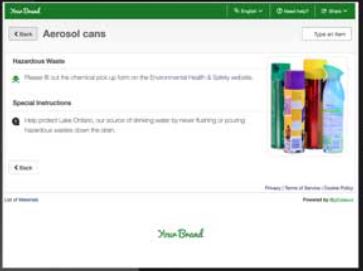 Your Brand
English
Need help?
Share
Back
Aerosol cans
Type an item
Hazardous Waste
Please fill out the chemical pick up form on the Environmental Health & Safety website.
Special Instructions
Help protect Lake Ontario, our source of drinking water by never flushing or pouring
hazardous wastes down the drain.
Back
Privacy | Terms of Service | Cookie Policy
List of Materials
Powered by
Your Brand